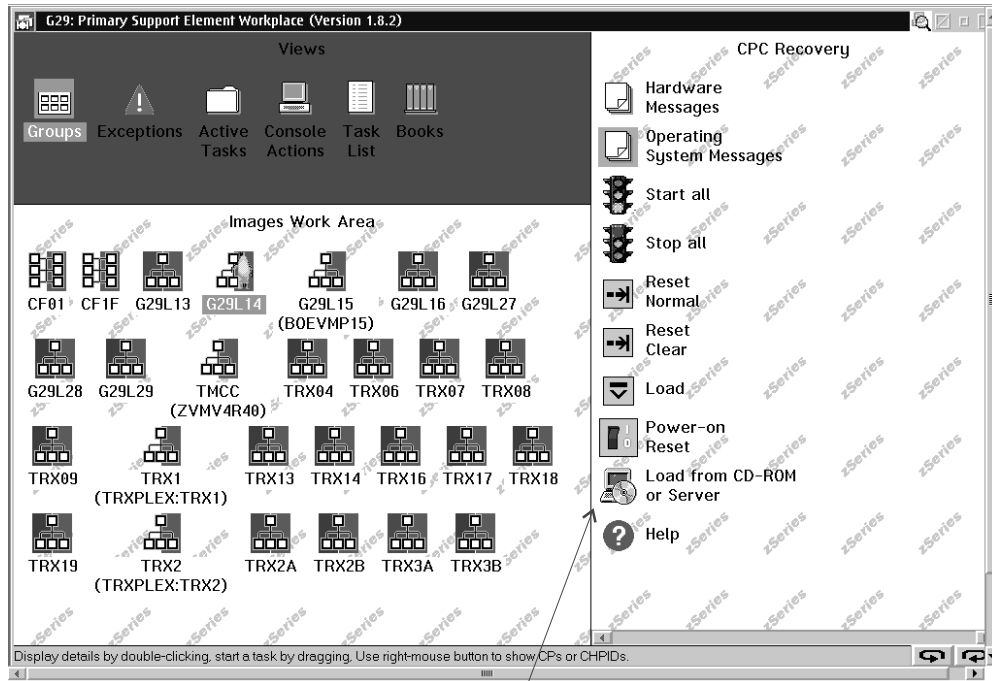 G29: Primary Support Element Workplace (Version 1.8.2)
Views
Groups
Exceptions
Active
Tasks
Console
Actions
Task
List
Books
Images Work Area
CF01 CF1F G29L13 G29L14 G29L15 G29L16 G29L27
(BOEVMP15)
G29L28 G29L29 TMCC TRX04 TRX06 TRX07 TRX08
(ZVMV4R40)
TRX09 TRX1 TRX13 TRX14 TRX16 TRX17 TRX18
(TRXPLEX:TRX1)
TRX19 TRX2 TRX2A TRX2B TRX3A TRX3B
(TRXPLEX:TRX2)
CPC Recovery
Hardware
Messages
Operating
System Messages
Start all
Stop all
Reset
Normal
Reset
Clear
Load
Power-on
Reset
Load from CD-ROM
or Server
Help
zSeries
Display details by double-clicking, start a task by dragging, Use right-mouse button to show CPs or CHPIDs.